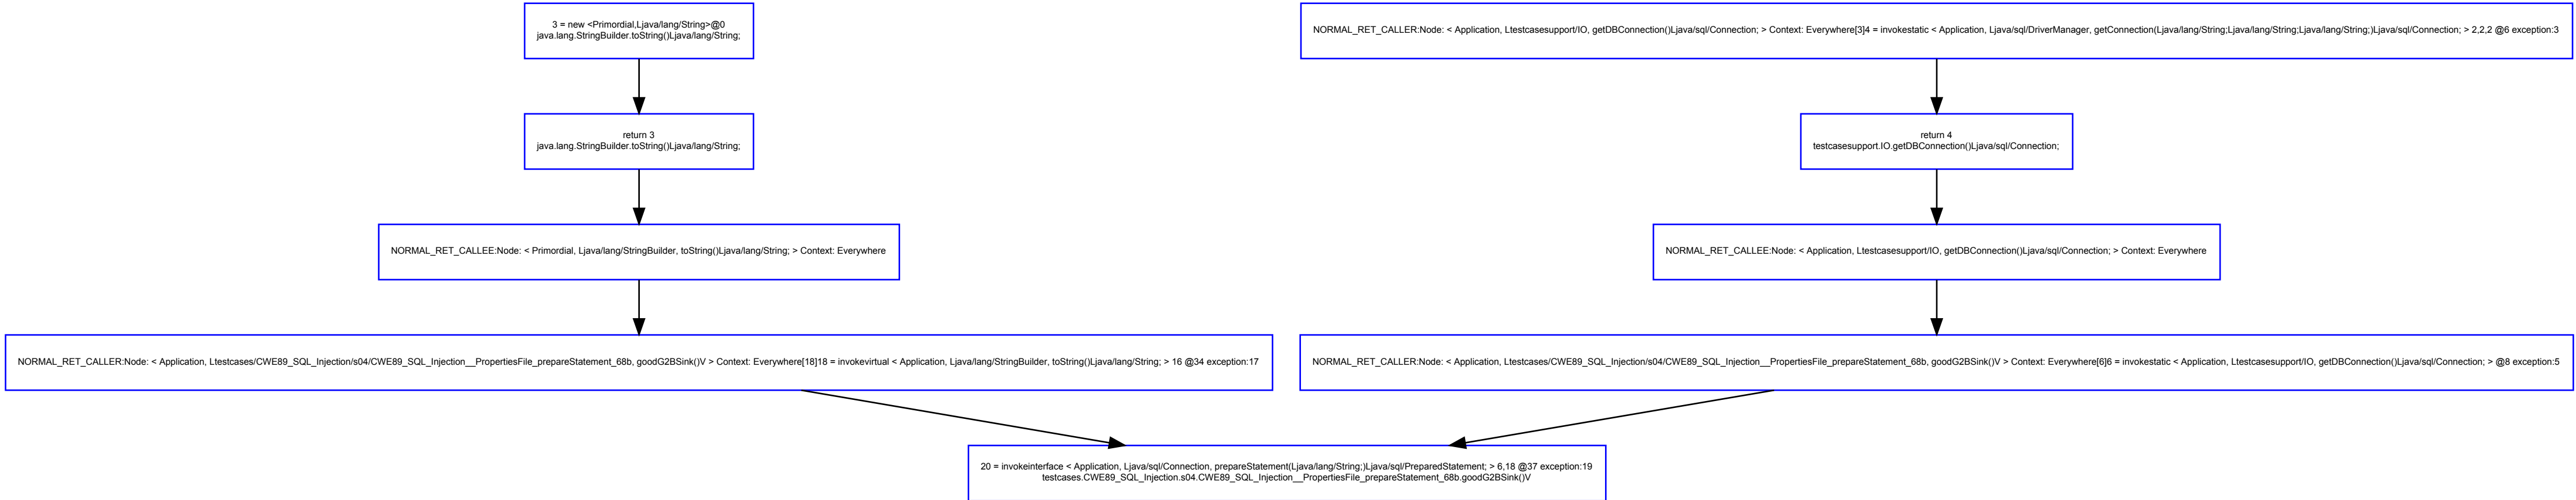 3 = new <Primordial,Ljava/lang/String>@0
java.lang.StringBuilder.toString()Ljava/lang/String;
NORMAL_RET_CALLER:Node: < Application, Ltestcasesupport/IO, getDBConnection()Ljava/sql/Connection; > Context: Everywhere[3]4 = invokestatic < Application, Ljava/sql/DriverManager, getConnection(Ljava/lang/String;Ljava/lang/String;Ljava/lang/String;)Ljava/sql/Connection; > 2,2,2 @6 exception:3
return 3
java.lang.StringBuilder.toString()Ljava/lang/String;
return 4
testcasesupport.IO.getDBConnection()Ljava/sql/Connection;
NORMAL_RET_CALLEE:Node: < Primordial, Ljava/lang/StringBuilder, toString()Ljava/lang/String; > Context: Everywhere
NORMAL_RET_CALLEE:Node: < Application, Ltestcasesupport/IO, getDBConnection()Ljava/sql/Connection; > Context: Everywhere
NORMAL_RET_CALLER:Node: < Application, Ltestcases/CWE89_SQL_Injection/s04/CWE89_SQL_Injection__PropertiesFile_prepareStatement_68b, goodG2BSink()V > Context: Everywhere[18]18 = invokevirtual < Application, Ljava/lang/StringBuilder, toString()Ljava/lang/String; > 16 @34 exception:17
NORMAL_RET_CALLER:Node: < Application, Ltestcases/CWE89_SQL_Injection/s04/CWE89_SQL_Injection__PropertiesFile_prepareStatement_68b, goodG2BSink()V > Context: Everywhere[6]6 = invokestatic < Application, Ltestcasesupport/IO, getDBConnection()Ljava/sql/Connection; > @8 exception:5
20 = invokeinterface < Application, Ljava/sql/Connection, prepareStatement(Ljava/lang/String;)Ljava/sql/PreparedStatement; > 6,18 @37 exception:19
testcases.CWE89_SQL_Injection.s04.CWE89_SQL_Injection__PropertiesFile_prepareStatement_68b.goodG2BSink()V